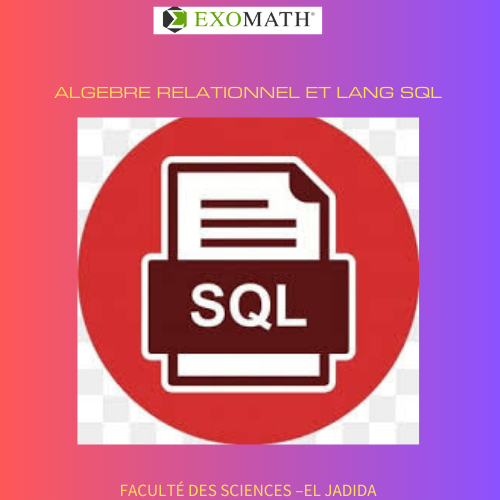 EXOMATH®
ALGEBRE RELATIONNEL ET LANG SQL
SQL
FACULTÉ DES SCIENCES –EL JADIDA